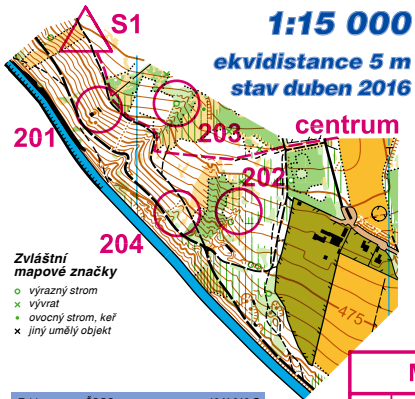 1:15 000
S1
ekvidistance 5 m
stav duben 2016
201
203
centrum
202
204
Zvláštní
mapové značky
výrazný strom
vývrat
ovocný strom, keř
jiný umělý objekt
475